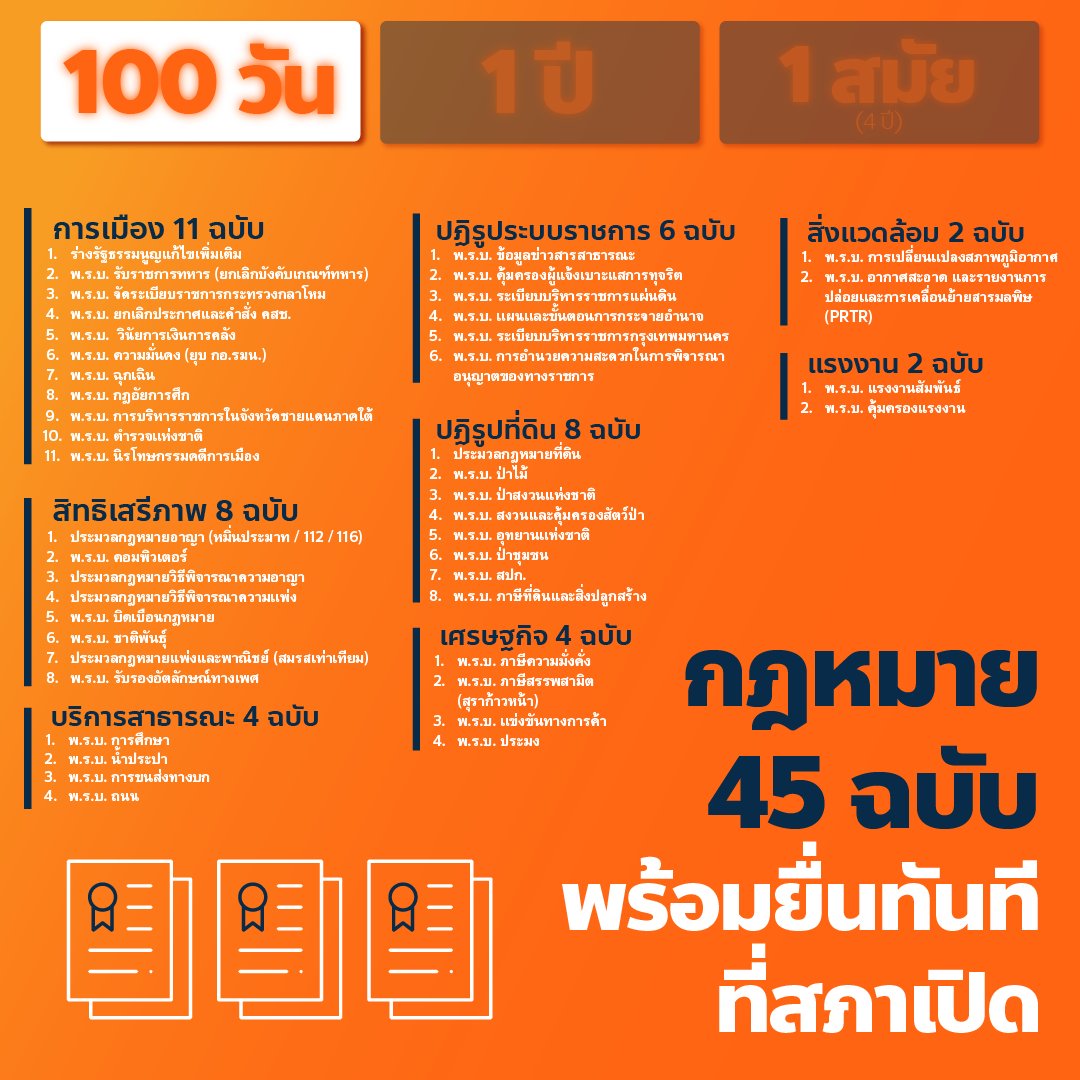 100 วัน
1 ปี
1 สมัย
(4 ปี)
การเมือง 11 ฉบับ
1. ร่างรัฐธรรมนูญแก้ไขเพิ่มเติม
2. พ.ร.บ. รับราชการทหาร (ยกเลิกบังคับเกณฑ์ทหาร)
3. พ.ร.บ. จัดระเบียบราชการกระทรวงกลาโหม
4. พ.ร.บ. ยกเลิกประกาศและคำสั่ง คสช.
5. พ.ร.บ. วินัยการเงินการคลัง
6. พ.ร.บ. ความมั่นคง (ยุบ กอ.รมน.)
7. พ.ร.บ. ฉุกเฉิน
8. พ.ร.บ. กฎอัยการศึก
9. พ.ร.บ. การบริหารราชการในจังหวัดชายแดนภาคใต้
10. พ.ร.บ. ตำรวจแห่งชาติ
11. พ.ร.บ. นิรโทษกรรมคดีการเมือง
สิทธิเสรีภาพ 8 ฉบับ
1. ประมวลกฎหมายอาญา (หมิ่นประมาท / 112 / 116)
2. พ.ร.บ. คอมพิวเตอร์
3. ประมวลกฎหมายวิธีพิจารณาความอาญา
4. ประมวลกฎหมายวิธีพิจารณาความแพ่ง
5. พ.ร.บ. บิดเบือนกฎหมาย
6. พ.ร.บ. ชาติพันธุ์
7. ประมวลกฎหมายแพ่งและพาณิชย์ (สมรสเท่าเทียม)
8. พ.ร.บ. รับรองอัตลักษณ์ทางเพศ
บริการสาธารณะ 4 ฉบับ
1. พ.ร.บ. การศึกษา
2. พ.ร.บ. น้ำประปา
3. พ.ร.บ. การขนส่งทางบก
4. พ.ร.บ. ถนน
ปฏิรูประบบราชการ 6 ฉบับ
1. พ.ร.บ. ข้อมูลข่าวสารสาธารณะ
2. พ.ร.บ. คุ้มครองผู้แจ้งเบาะแสการทุจริต
3. พ.ร.บ. ระเบียบบริหารราชการแผ่นดิน
4. พ.ร.บ. แผนและขั้นตอนการกระจายอำนาจ
5. พ.ร.บ. ระเบียบบริหารราชการกรุงเทพมหานคร
6. พ.ร.บ. การอำนวยความสะดวกในการพิจารณา
อนุญาตของทางราชการ
ปฏิรูปที่ดิน 8 ฉบับ
1. ประมวลกฎหมายที่ดิน
2. พ.ร.บ. ป่าไม้
3. พ.ร.บ. ป่าสงวนแห่งชาติ
4. พ.ร.บ. สงวนและคุ้มครองสัตว์ป่า
5. พ.ร.บ. อุทยานแห่งชาติ
6. พ.ร.บ. ป่าชุมชน
7. พ.ร.บ. สปก.
8. พ.ร.บ. ภาษีที่ดินและสิ่งปลูกสร้าง
เศรษฐกิจ 4 ฉบับ
1. พ.ร.บ. ภาษีความมั่งคั่ง
2. พ.ร.บ. ภาษีสรรพสามิต
(สุราก้าวหน้า)
3. พ.ร.บ. แข่งขันทางการค้า
4. พ.ร.บ. ประมง
สิ่งแวดล้อม 2 ฉบับ
1. พ.ร.บ. การเปลี่ยนแปลงสภาพภูมิอากาศ
2. พ.ร.บ. อากาศสะอาด และรายงานการ
ปล่อยและการเคลื่อนย้ายสารมลพิษ
(PRTR)
แรงงาน 2 ฉบับ
1. พ.ร.บ. แรงงานสัมพันธ์
2. พ.ร.บ. คุ้มครองแรงงาน
กฎหมาย
45 ฉบับ
พร้อมยื่นทันที
ที่สภาเปิด